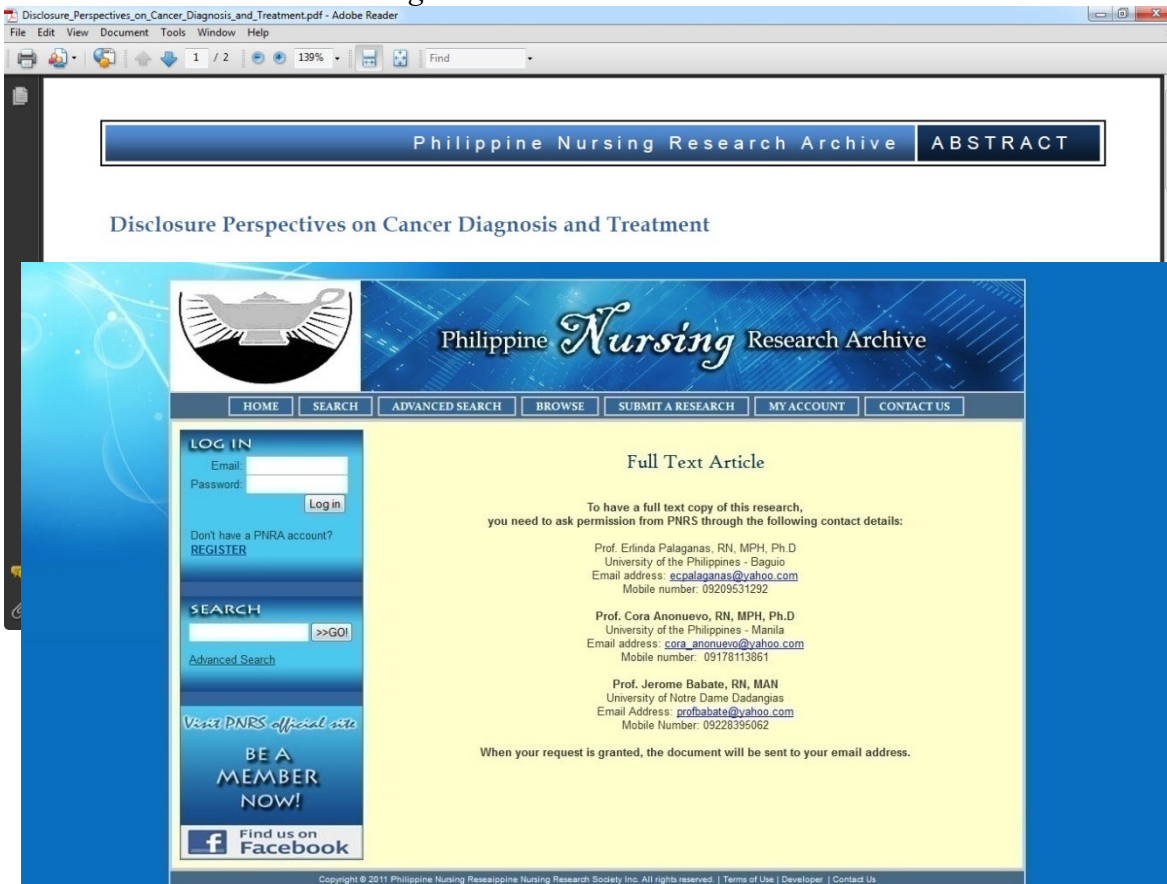 Disclosure_Perspectives_on_Cancer_Diagnosis_and_Treatment.pdf - Adobe Reader
File Edit View Document Tools Window Help
1 / 2 139% Find
Philippine Nursing Research Archive ABSTRACT
Disclosure Perspectives on Cancer Diagnosis and Treatment
Philippine Nursing Research Archive
HOME SEARCH ADVANCED SEARCH BROWSE SUBMIT A RESEARCH MY ACCOUNT CONTACT US
LOG IN
Email:
Password:
Log in
Don't have a PNRA account?
REGISTER
SEARCH
>>GO!
Advanced Search
Visit PNRS official site
BE A
MEMBER
NOW!
Find us on
Facebook
Full Text Article
To have a full text copy of this research,
you need to ask permission from PNRS through the following contact details:
Prof. Erlinda Palaganas, RN, MPH, Ph.D
University of the Philippines - Baguio
Email address: ecpalaganas@yahoo.com
Mobile number: 09209531292
Prof. Cora Anonuevo, RN, MPH, Ph.D
University of the Philippines - Manila
Email address: cora_anonuevo@yahoo.com
Mobile number: 09178113861
Prof. Jerome Babate, RN, MAN
University of Notre Dame Dadangias
Email Address: profbabate@yahoo.com
Mobile Number: 09228395062
When your request is granted, the document will be sent to your email address.
Copyright © 2011 Philippine Nursing Reseaippine Nursing Research Society Inc. All rights reserved. | Terms of Use | Developer | Contact Us